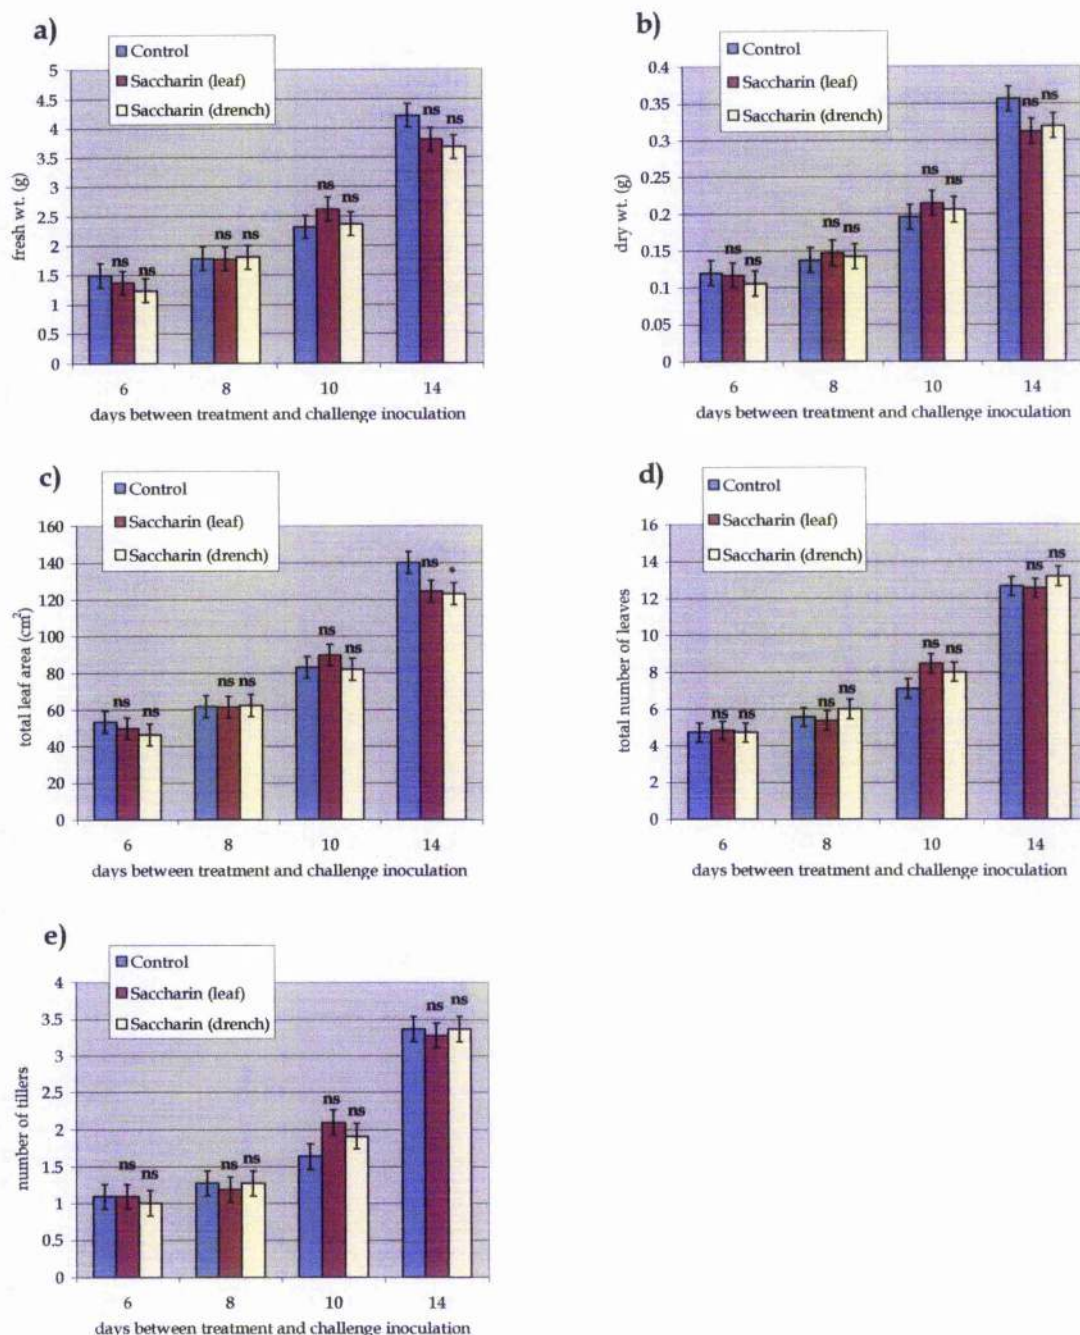 a)
Control
Saccharin (leaf)
Saccharin (drench)
5
4.5
4
3.5
3
2.5
2
1.5
1
0.5
0
fresh wt. (g)
ns ns
ns ns
ns ns
ns ns
6 8 10 14
days between treatment and challenge inoculation
b)
Control
Saccharin (leaf)
Saccharin (drench)
0.4
0.35
0.3
0.25
0.2
0.15
0.1
0.05
0
dry wt. (g)
ns ns
ns ns
ns ns
ns ns
6 8 10 14
days between treatment and challenge inoculation
c)
Control
Saccharin (leaf)
Saccharin (drench)
160
140
120
100
80
60
40
20
0
total leaf area (cm²)
ns ns
ns ns
ns ns
ns *
6 8 10 14
days between treatment and challenge inoculation
d)
Control
Saccharin (leaf)
Saccharin (drench)
16
14
12
10
8
6
4
2
0
total number of leaves
ns ns
ns ns
ns ns
ns ns
6 8 10 14
days between treatment and challenge inoculation
e)
Control
Saccharin (leaf)
Saccharin (drench)
4
3.5
3
2.5
2
1.5
1
0.5
0
number of tillers
ns ns
ns ns
ns ns
ns ns
6 8 10 14
days between treatment and challenge inoculation